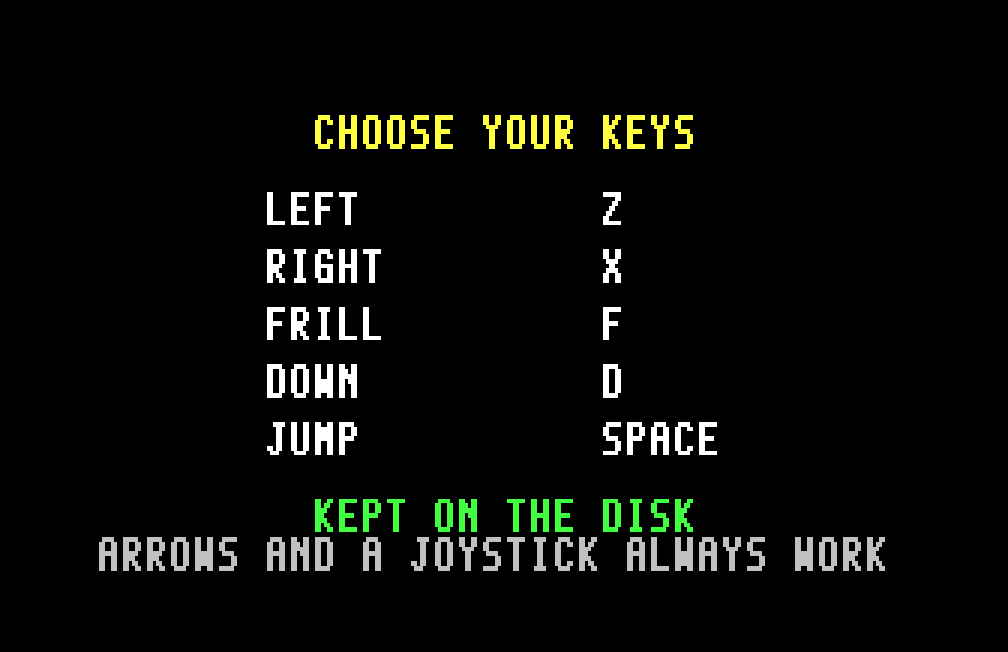 CHOOSE YOUR KEYS
LEFT Z
RIGHT X
FRILL F
DOWN D
JUMP SPACE
KEPT ON THE DISK
ARROWS AND A JOYSTICK ALWAYS WORK